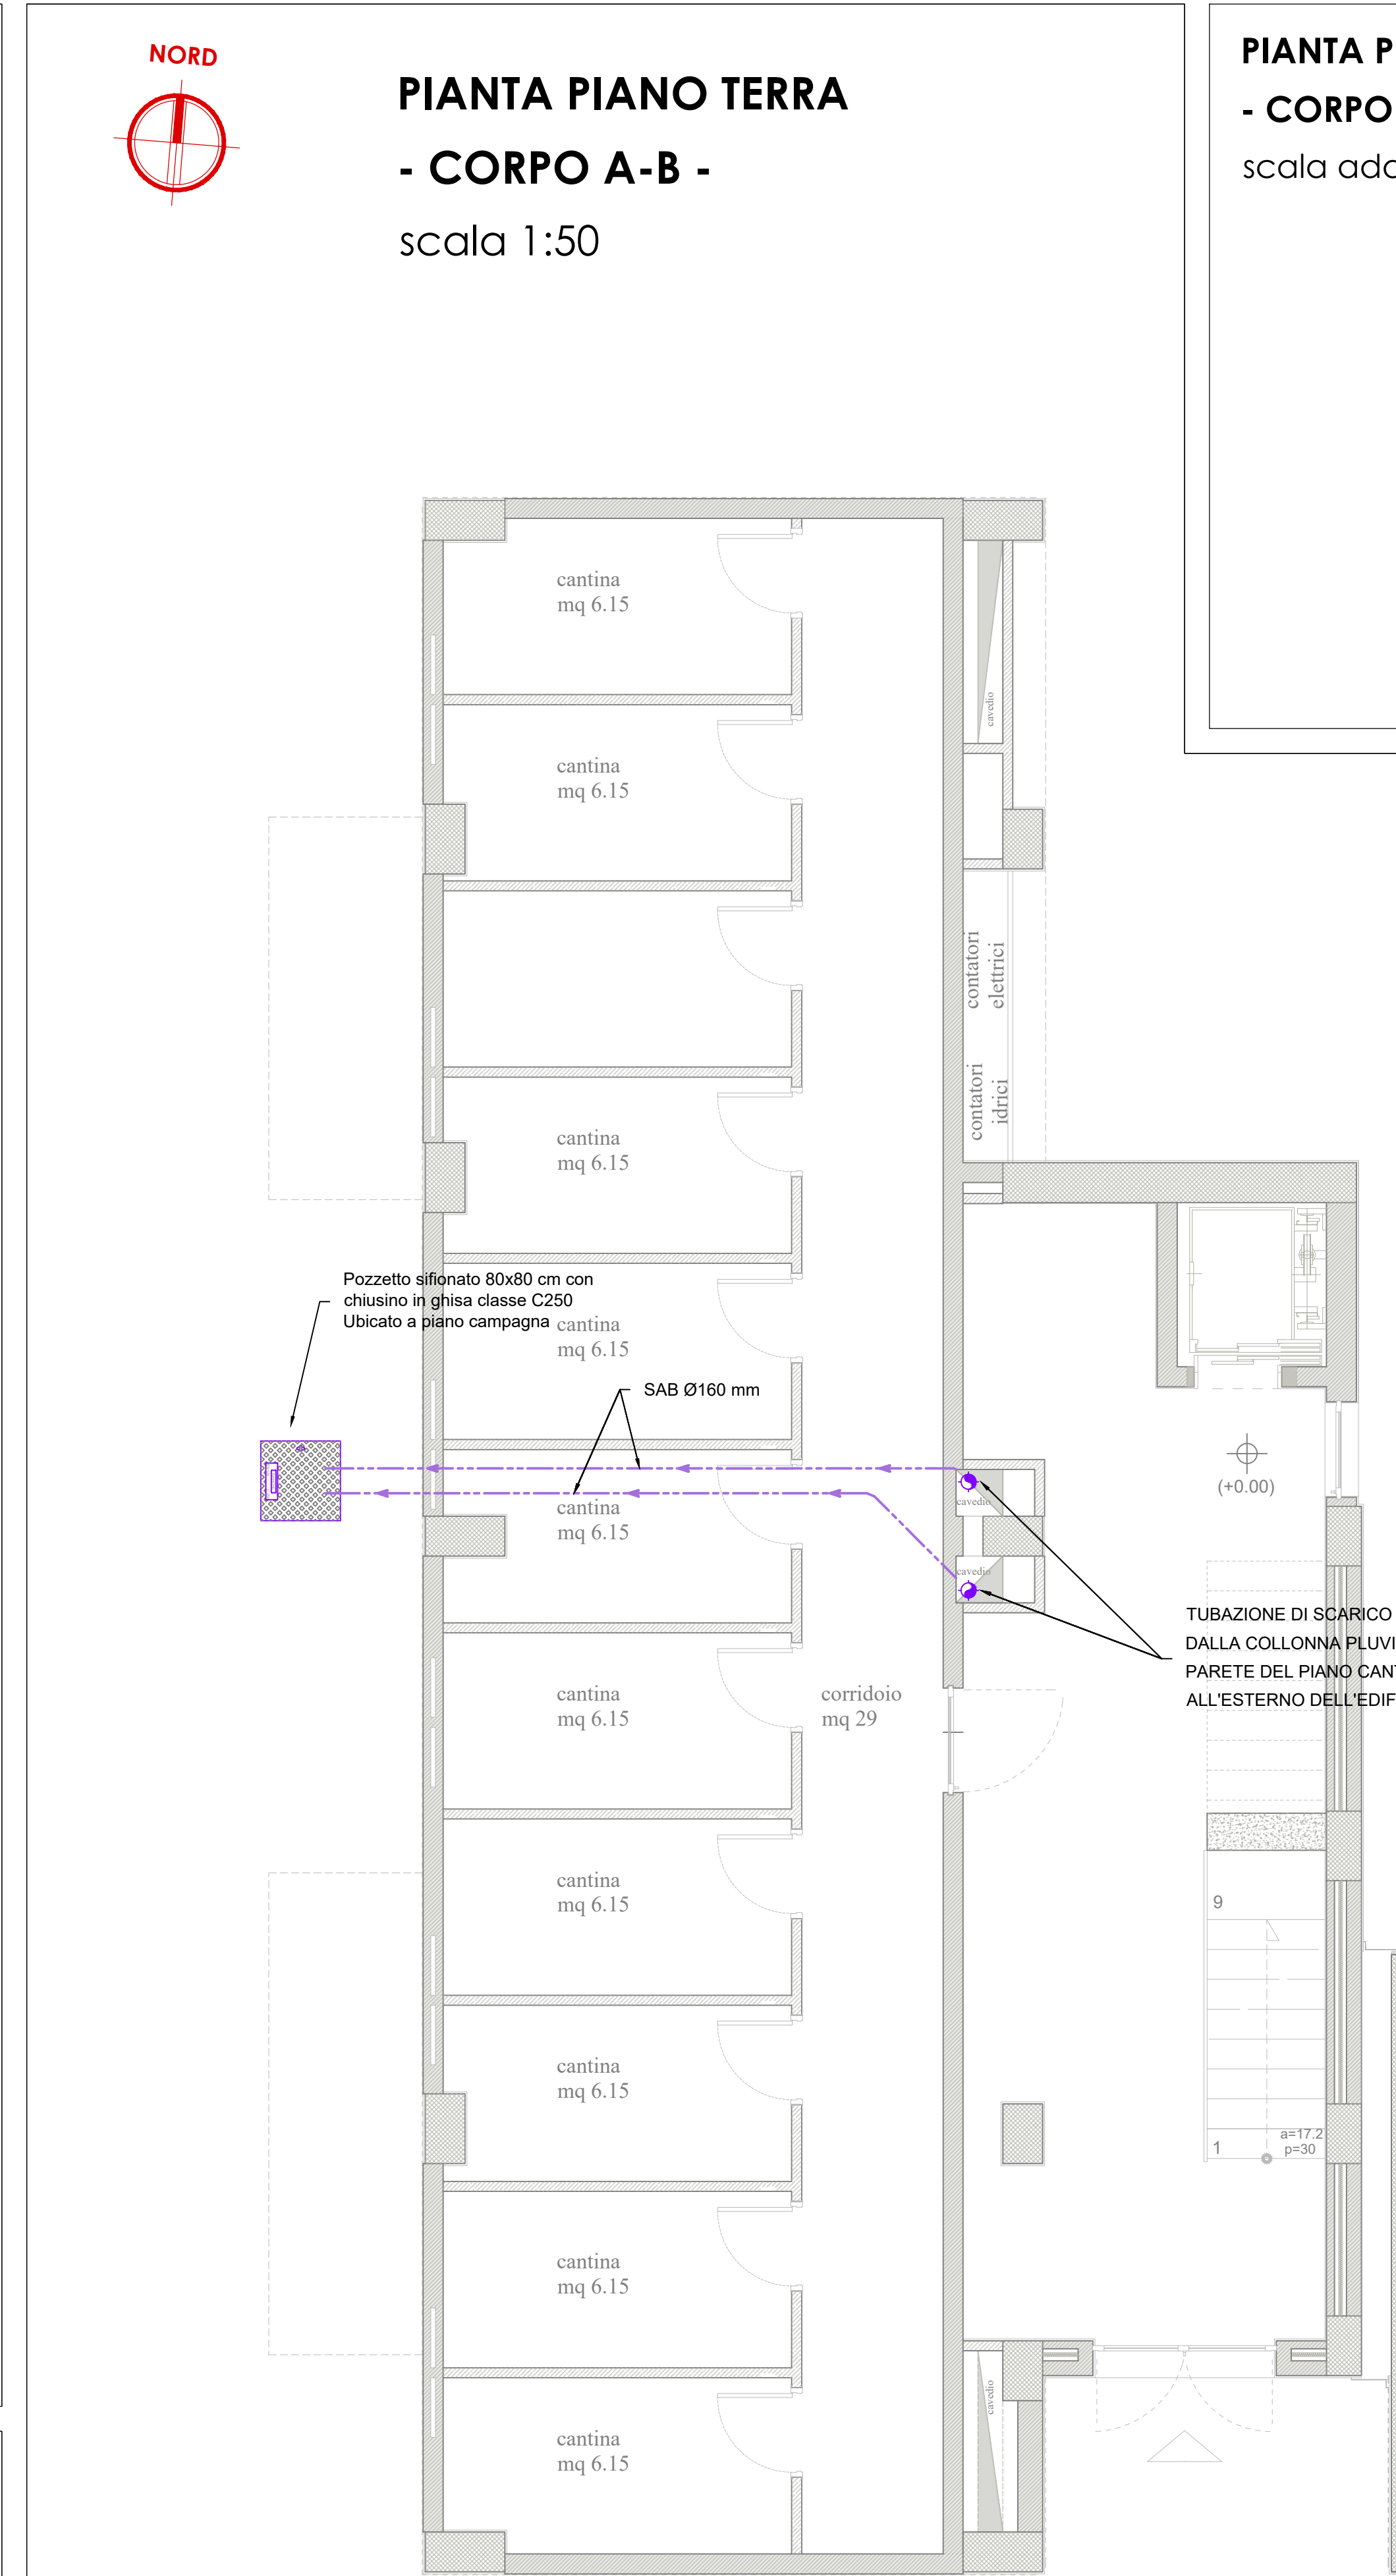 NORD
PIANTA PIANO TERRA
- CORPO A-B -
scala 1:50
PIANTA P
- CORPO
scala ado
cantina
mq 6.15
cavedio
cantina
mq 6.15
contatori
elettrici
contatori
idrici
cantina
mq 6.15
Pozzetto sifionato 80x80 cm con
chiusino in ghisa classe C250
Ubicato a piano campagna
cantina
mq 6.15
SAB Ø160 mm
(+0.00)
cavedio
cantina
mq 6.15
cavedio
TUBAZIONE DI SCARICO
DALLA COLLONNA PLUVI
PARETE DEL PIANO CANT
ALL'ESTERNO DELL'EDIF
cantina
mq 6.15
corridoio
mq 29
cantina
mq 6.15
9
cantina
mq 6.15
1
a=17.2
p=30
cantina
mq 6.15
cavedio
cantina
mq 6.15